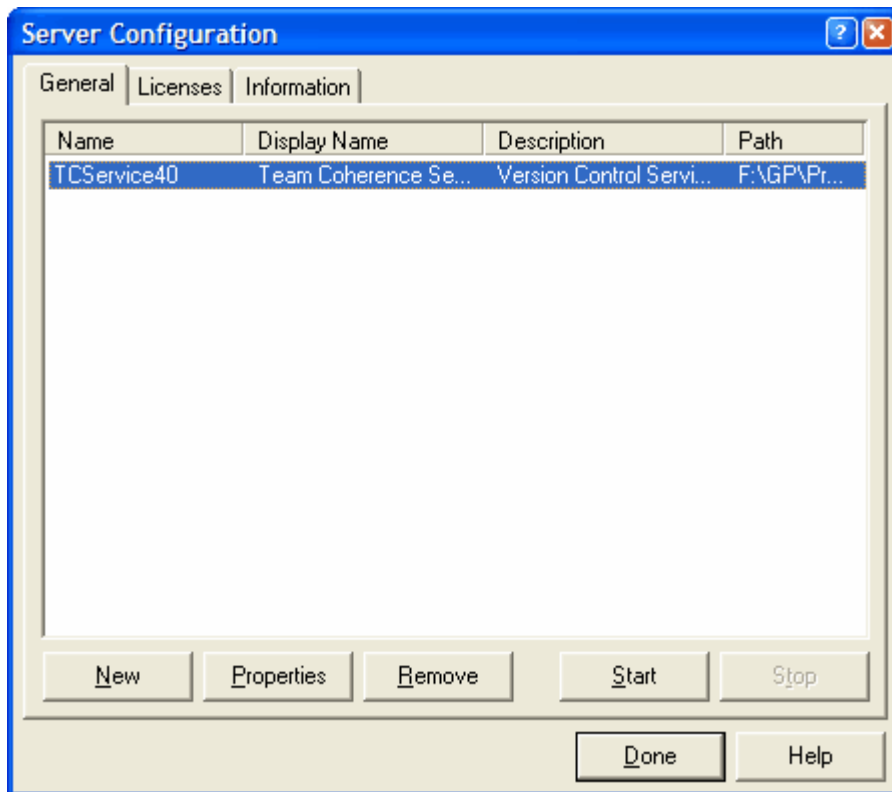 Server Configuration
General Licenses Information
Name Display Name Description Path
TCService40 Team Coherence Se... Version Control Servi... F:\GP\Pr...
New Properties Remove Start Stop
Done Help